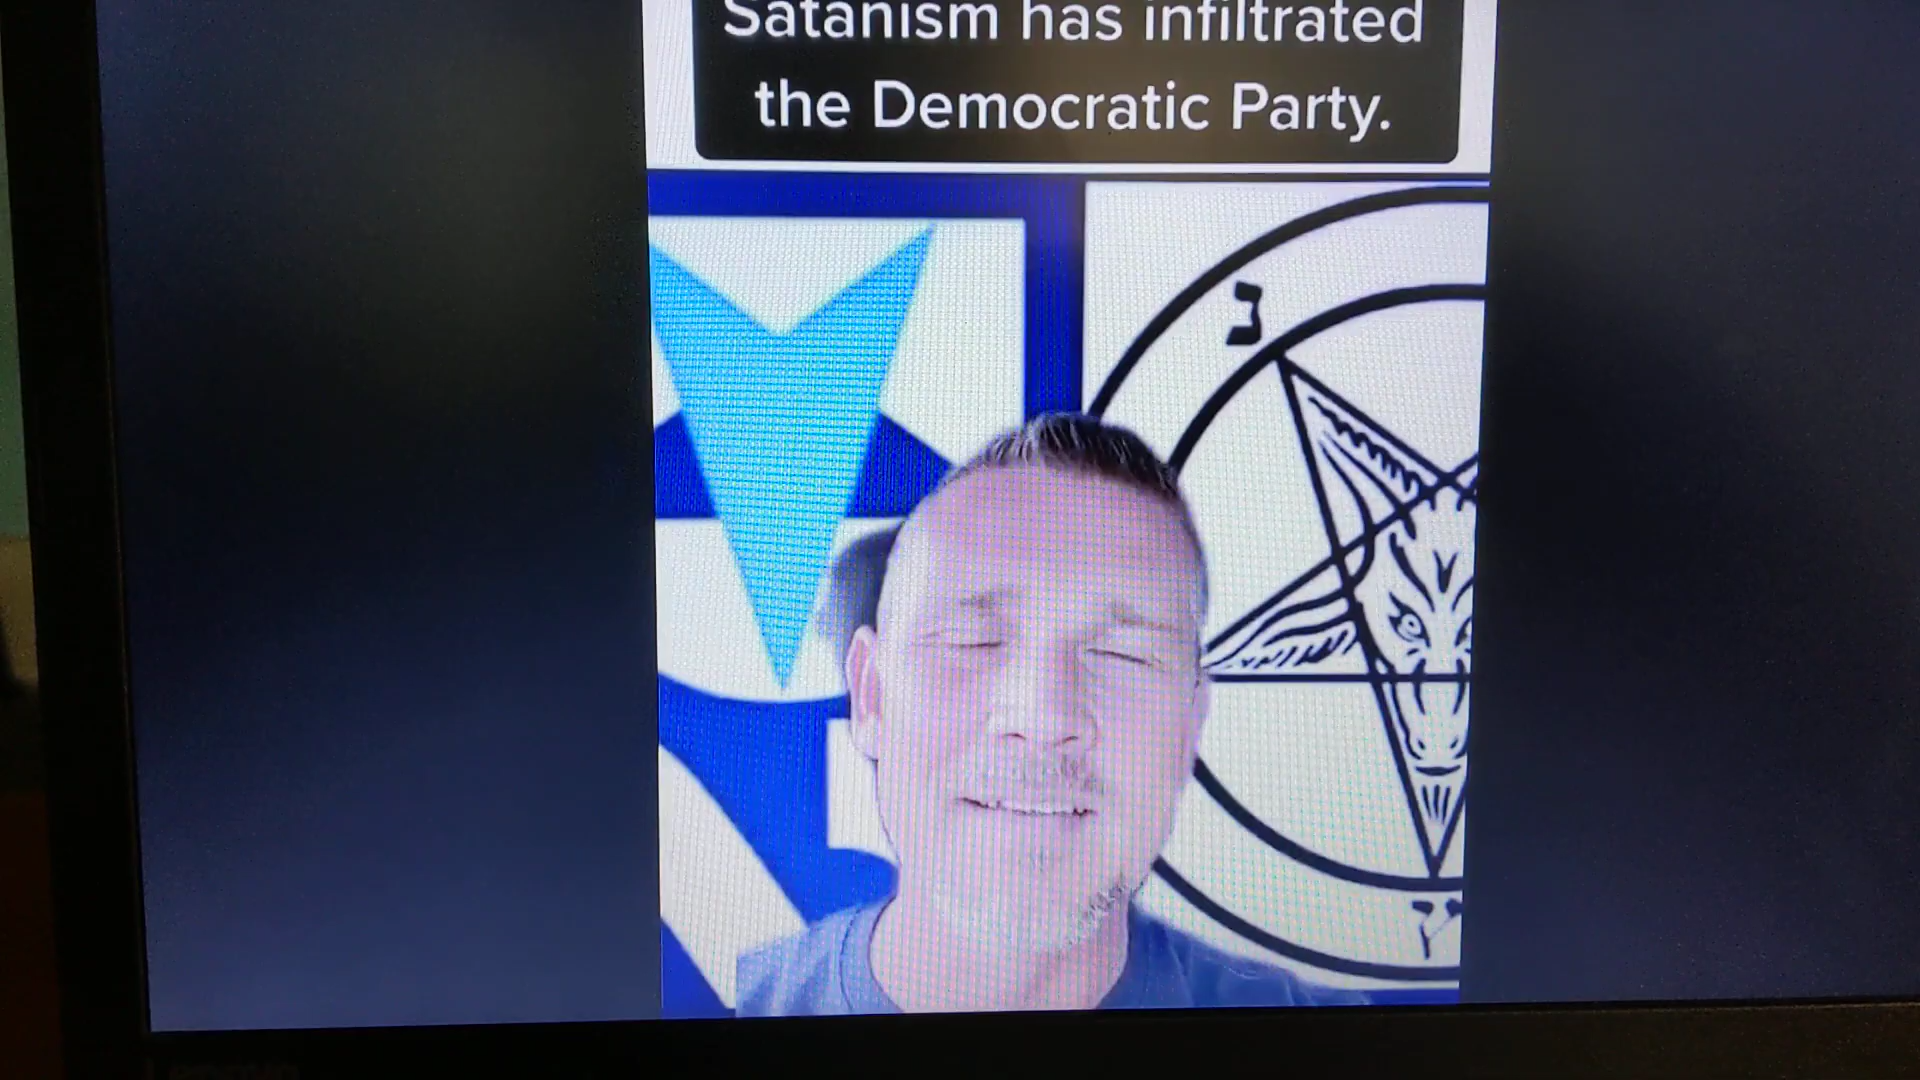 Satanism has infiltrated
the Democratic Party.
נ